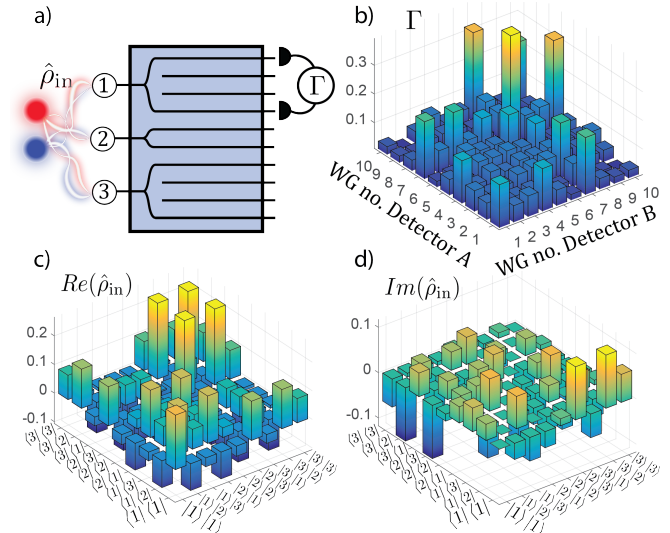 a)
ρ̂in
1
2
3
Γ
b)
Γ
0.3
0.2
0.1
10 9 8 7 6 5 4 3 2 1
WG no. Detector A
1 2 3 4 5 6 7 8 9 10
WG no. Detector B
c)
Re(ρ̂in)
0.2
0.1
0
-0.1
d)
Im(ρ̂in)
0.1
0
-0.1